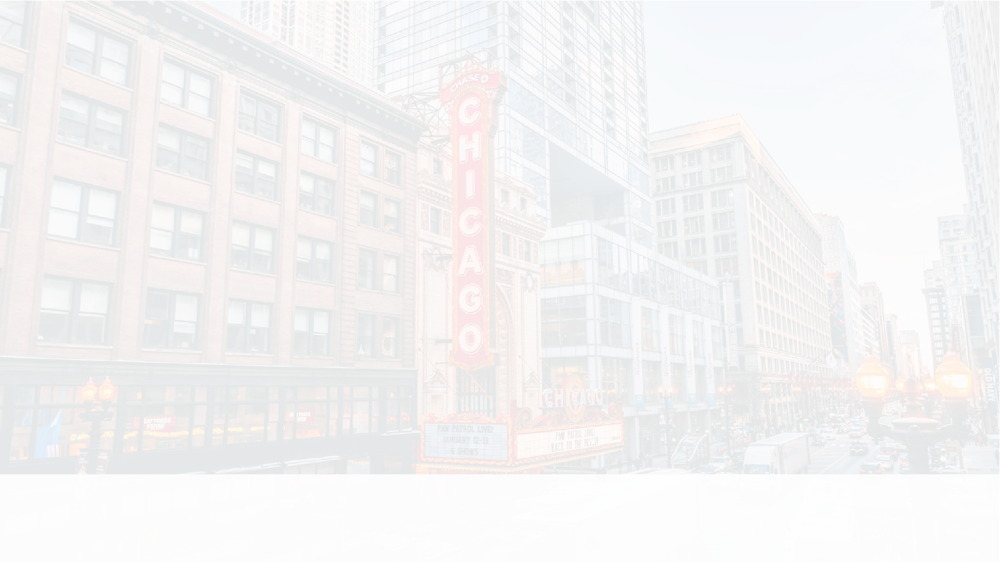 CHASE
CHICAGO
CHICAGO
PAW PATROL LIVE!
JANUARY 12-13
6 SHOWS
PAW PATROL LIVE!
RACE TO THE RESCUE
MATTRESS
FIRM
OLD NAVY
Walgreens